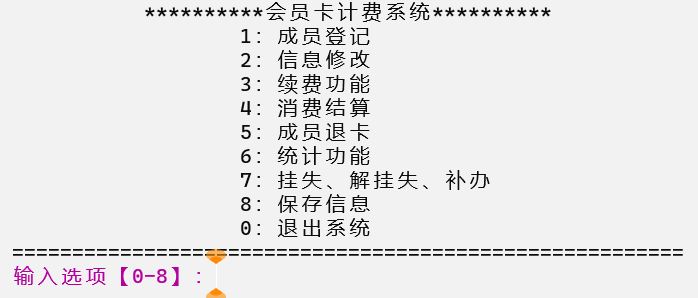 **********会员卡计费系统**********
1: 成员登记
2: 信息修改
3: 续费功能
4: 消费结算
5: 成员退卡
6: 统计功能
7: 挂失、解挂失、补办
8: 保存信息
0: 退出系统
========================================================
输入选项【0-8】: